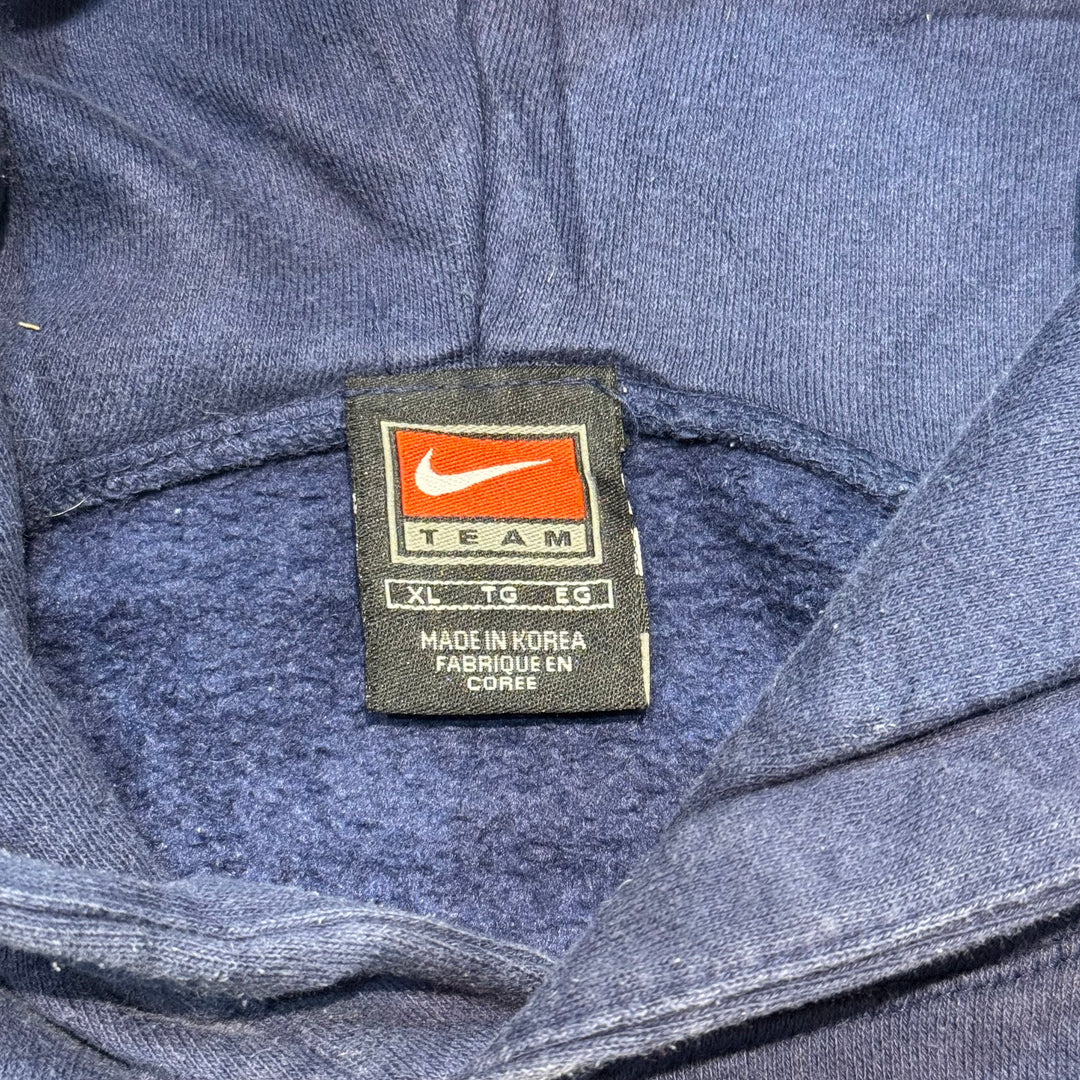 TEAM
XL TG EG
MADE IN KOREA
FABRIQUE EN
COREE